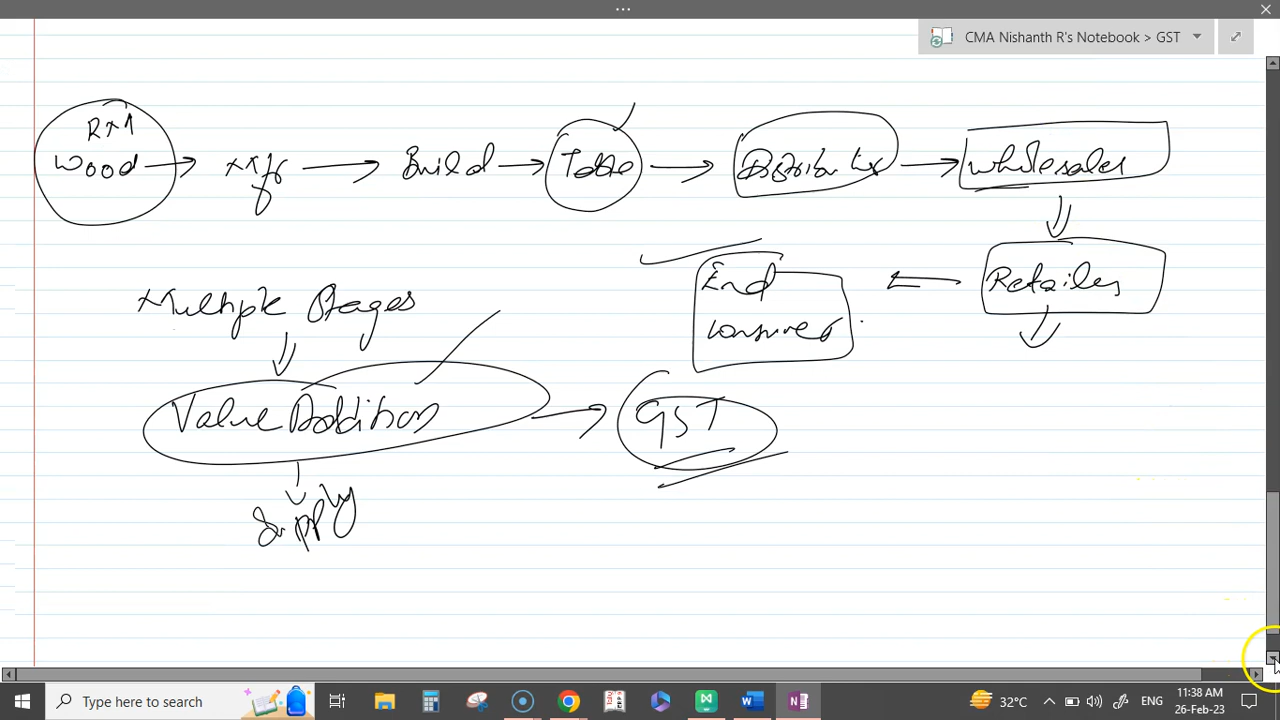 CMA Nishanth R's Notebook > GST
Wood → Mfg → Build → Table → Distributor → Wholesaler
Retailer
End
Multiple Stages
Value Addition → GST
Supply
Type here to search
32°C
ENG
11:38 AM
26-Feb-23